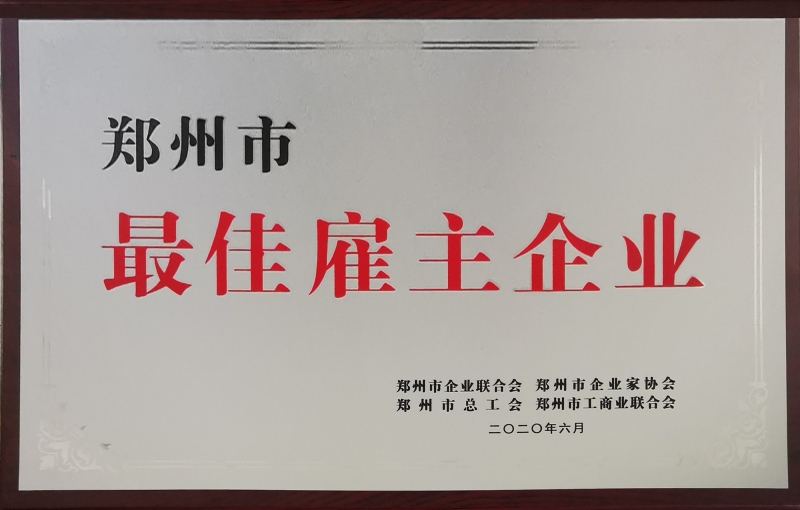 郑州市
最佳雇主企业
郑州市企业联合会 郑州市企业家协会
郑州市总工会 郑州市工商业联合会
二〇二〇年六月